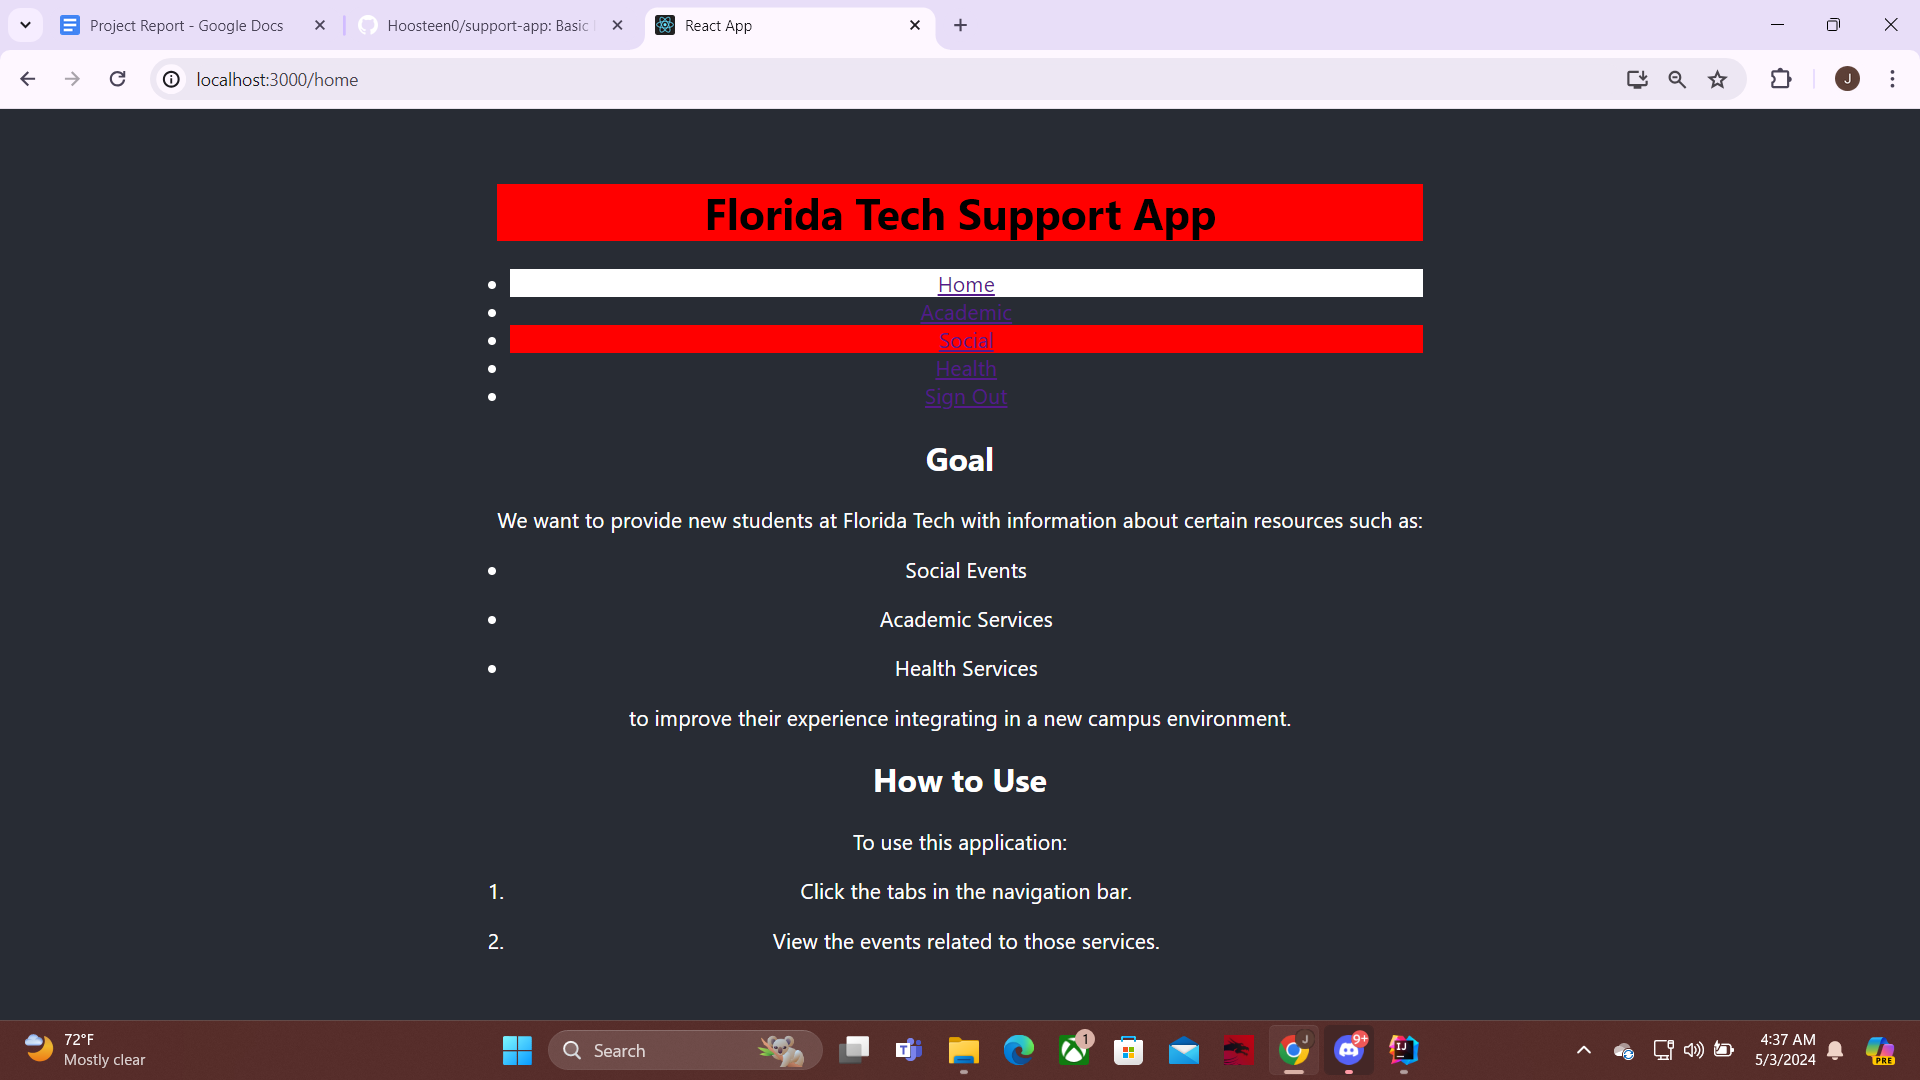 Project Report - Google Docs
Hoosteen0/support-app: Basic
React App
localhost:3000/home
J
Florida Tech Support App
• Home
• Academic
• Social
• Health
• Sign Out
Goal
We want to provide new students at Florida Tech with information about certain resources such as:
• Social Events
• Academic Services
• Health Services
to improve their experience integrating in a new campus environment.
How to Use
To use this application:
1. Click the tabs in the navigation bar.
2. View the events related to those services.
72°F
Mostly clear
Search
1
J
9+
IJ
4:37 AM
5/3/2024
PRE